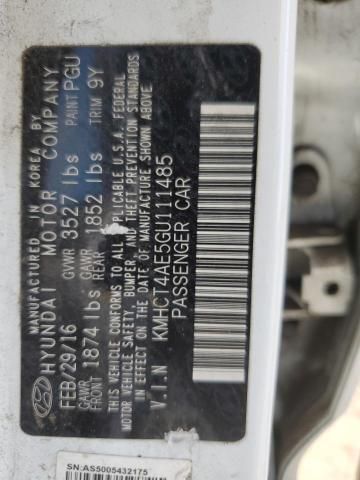 MANUFACTURED IN KOREA BY
HYUNDAI MOTOR COMPANY
FEB/29/16 GVWR 3527 lbs PAINT PGU
GAWR FRONT 1874 lbs GAWR REAR 1852 lbs TRIM 9Y
THIS VEHICLE CONFORMS TO ALL APPLICABLE U.S.A. FEDERAL
MOTOR VEHICLE SAFETY, BUMPER, AND THEFT PREVENTION STANDARDS
IN EFFECT ON THE DATE OF MANUFACTURE SHOWN ABOVE
V.I.N KMHCT4AE5GU111485
PASSENGER CAR
SN:AS5005432175